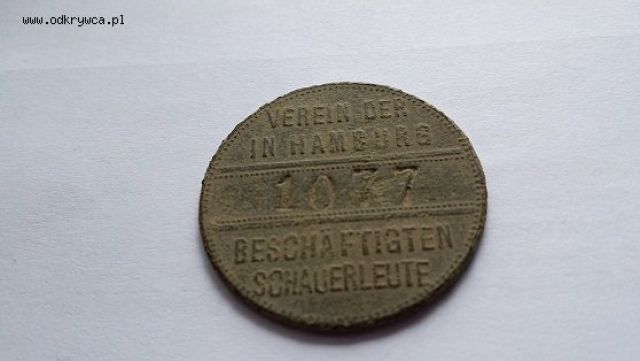 www.odkrywca.pl
VEREIN DER
IN HAMBURG
1077
BESCHÄFTIGTEN
SCHAUERLEUTE